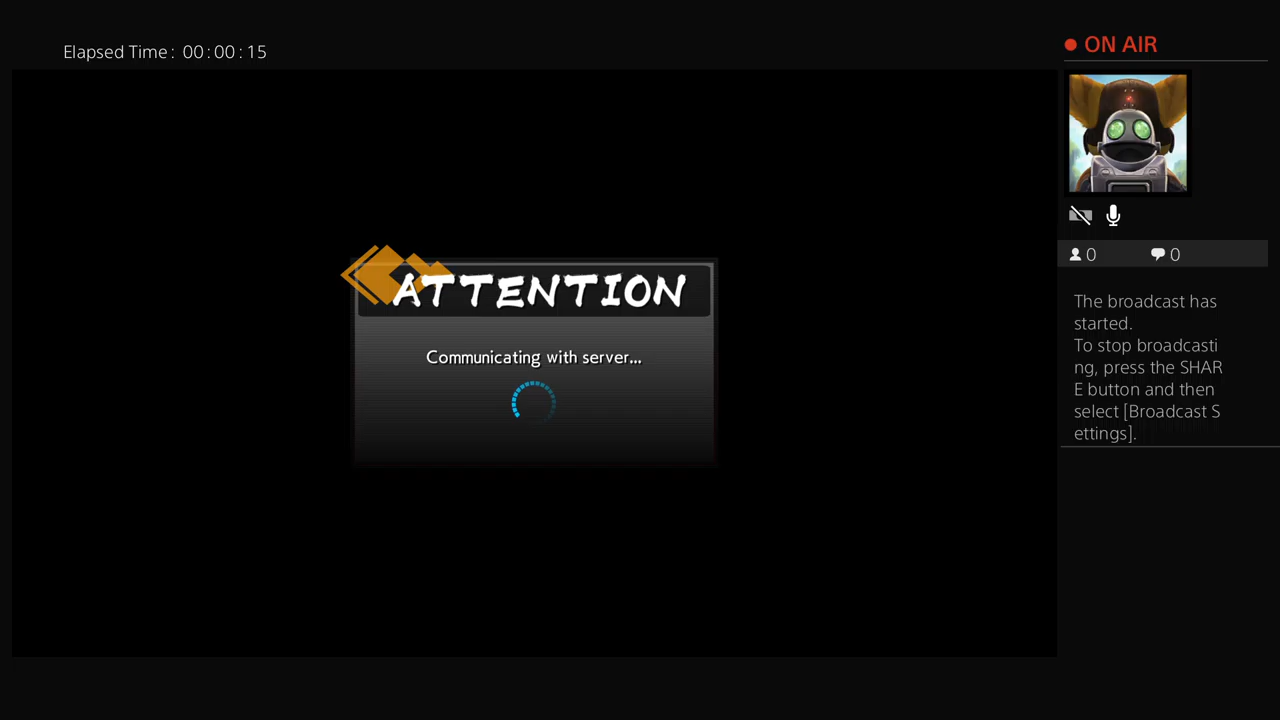 Elapsed Time: 00:00:15
ON AIR
0 0
ATTENTION
Communicating with server...
The broadcast has
started.
To stop broadcasti
ng, press the SHAR
E button and then
select [Broadcast S
ettings].